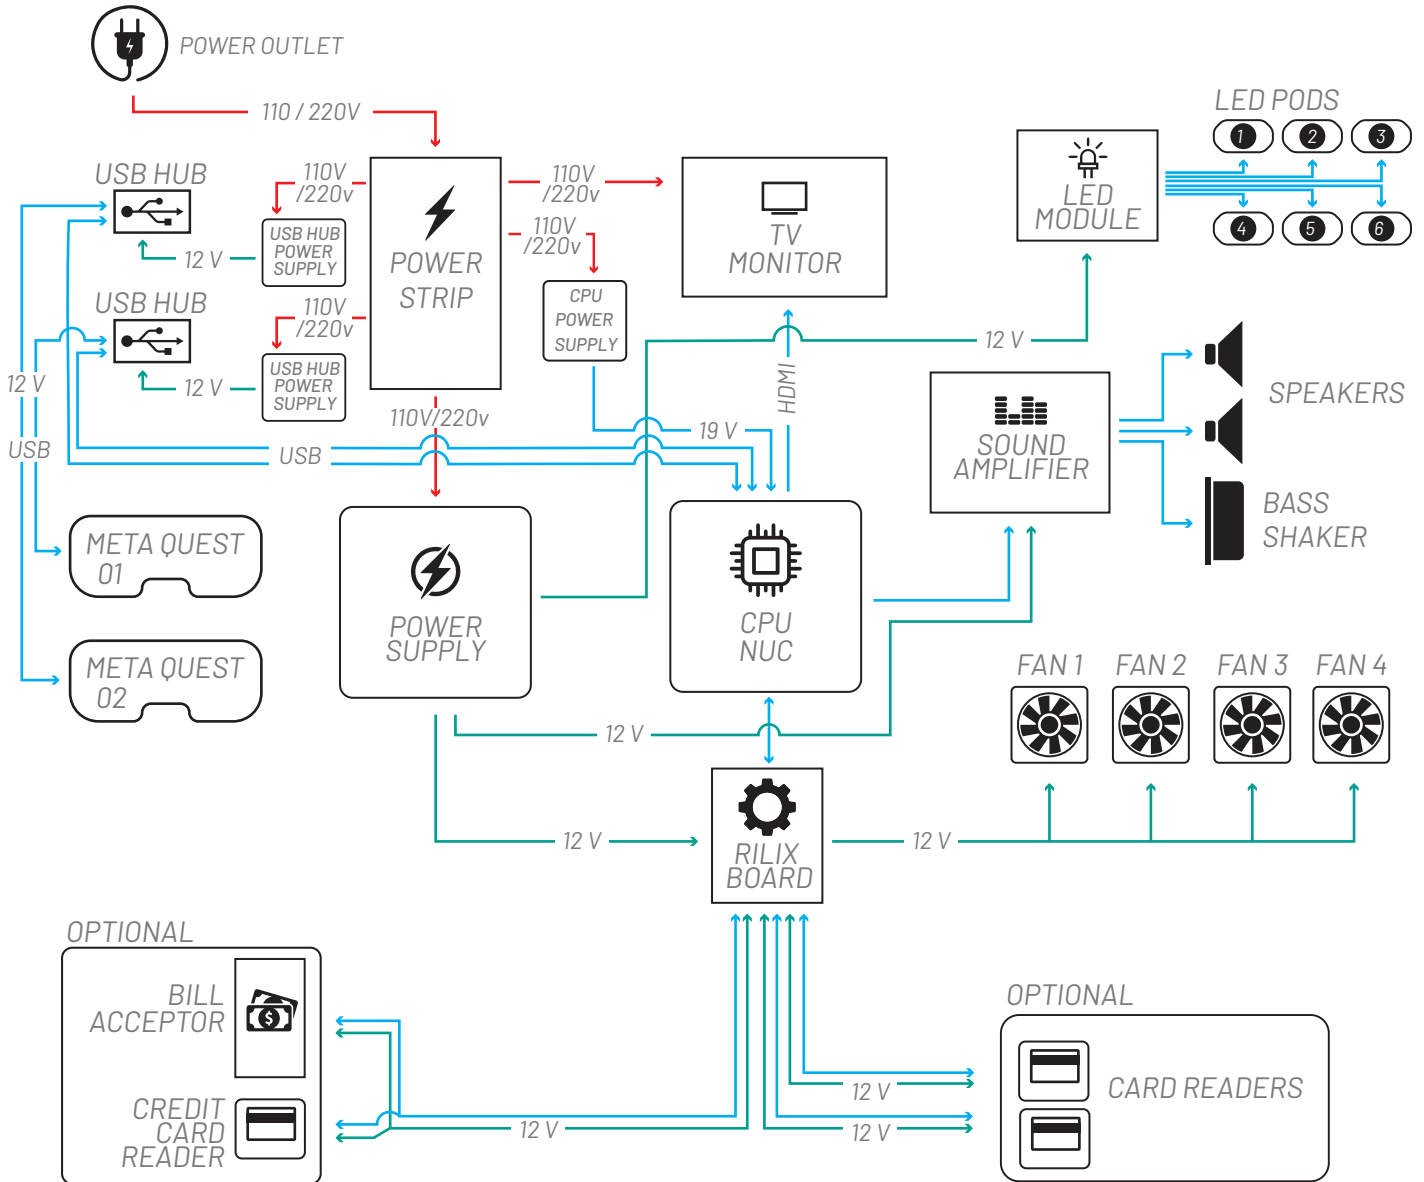 POWER OUTLET
110 / 220V
LED PODS
1
2
3
4
5
6
LED
MODULE
USB HUB
110V
/220v
USB HUB
POWER
SUPPLY
12 V
USB HUB
110V
/220v
USB HUB
POWER
SUPPLY
12 V
POWER
STRIP
110V
/220v
110V
/220v
CPU
POWER
SUPPLY
TV
MONITOR
12 V
HDMI
12 V
USB
110V/220v
19 V
USB
SOUND
AMPLIFIER
SPEAKERS
BASS
SHAKER
META QUEST
01
META QUEST
02
POWER
SUPPLY
CPU
NUC
12 V
FAN 1
FAN 2
FAN 3
FAN 4
12 V
RILIX
BOARD
12 V
OPTIONAL
BILL
ACCEPTOR
CREDIT
CARD
READER
12 V
OPTIONAL
CARD READERS
12 V
12 V